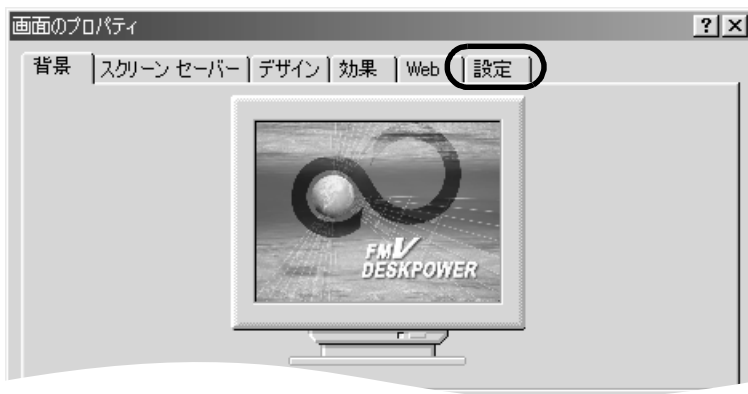 画面のプロパティ
? ×
背景 スクリーン セーバー デザイン 効果 Web 設定
FMV
DESKPOWER